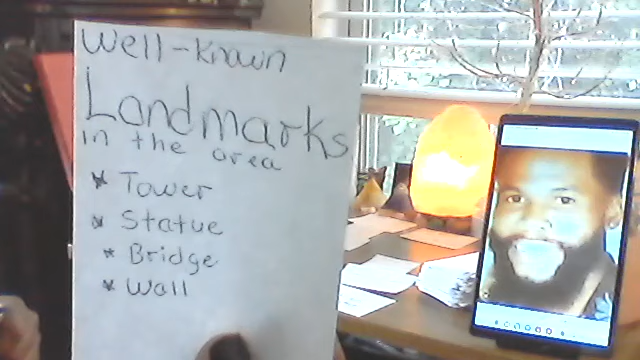 Well-Known
Landmarks
in the area
* Tower
* Statue
* Bridge
* Wall